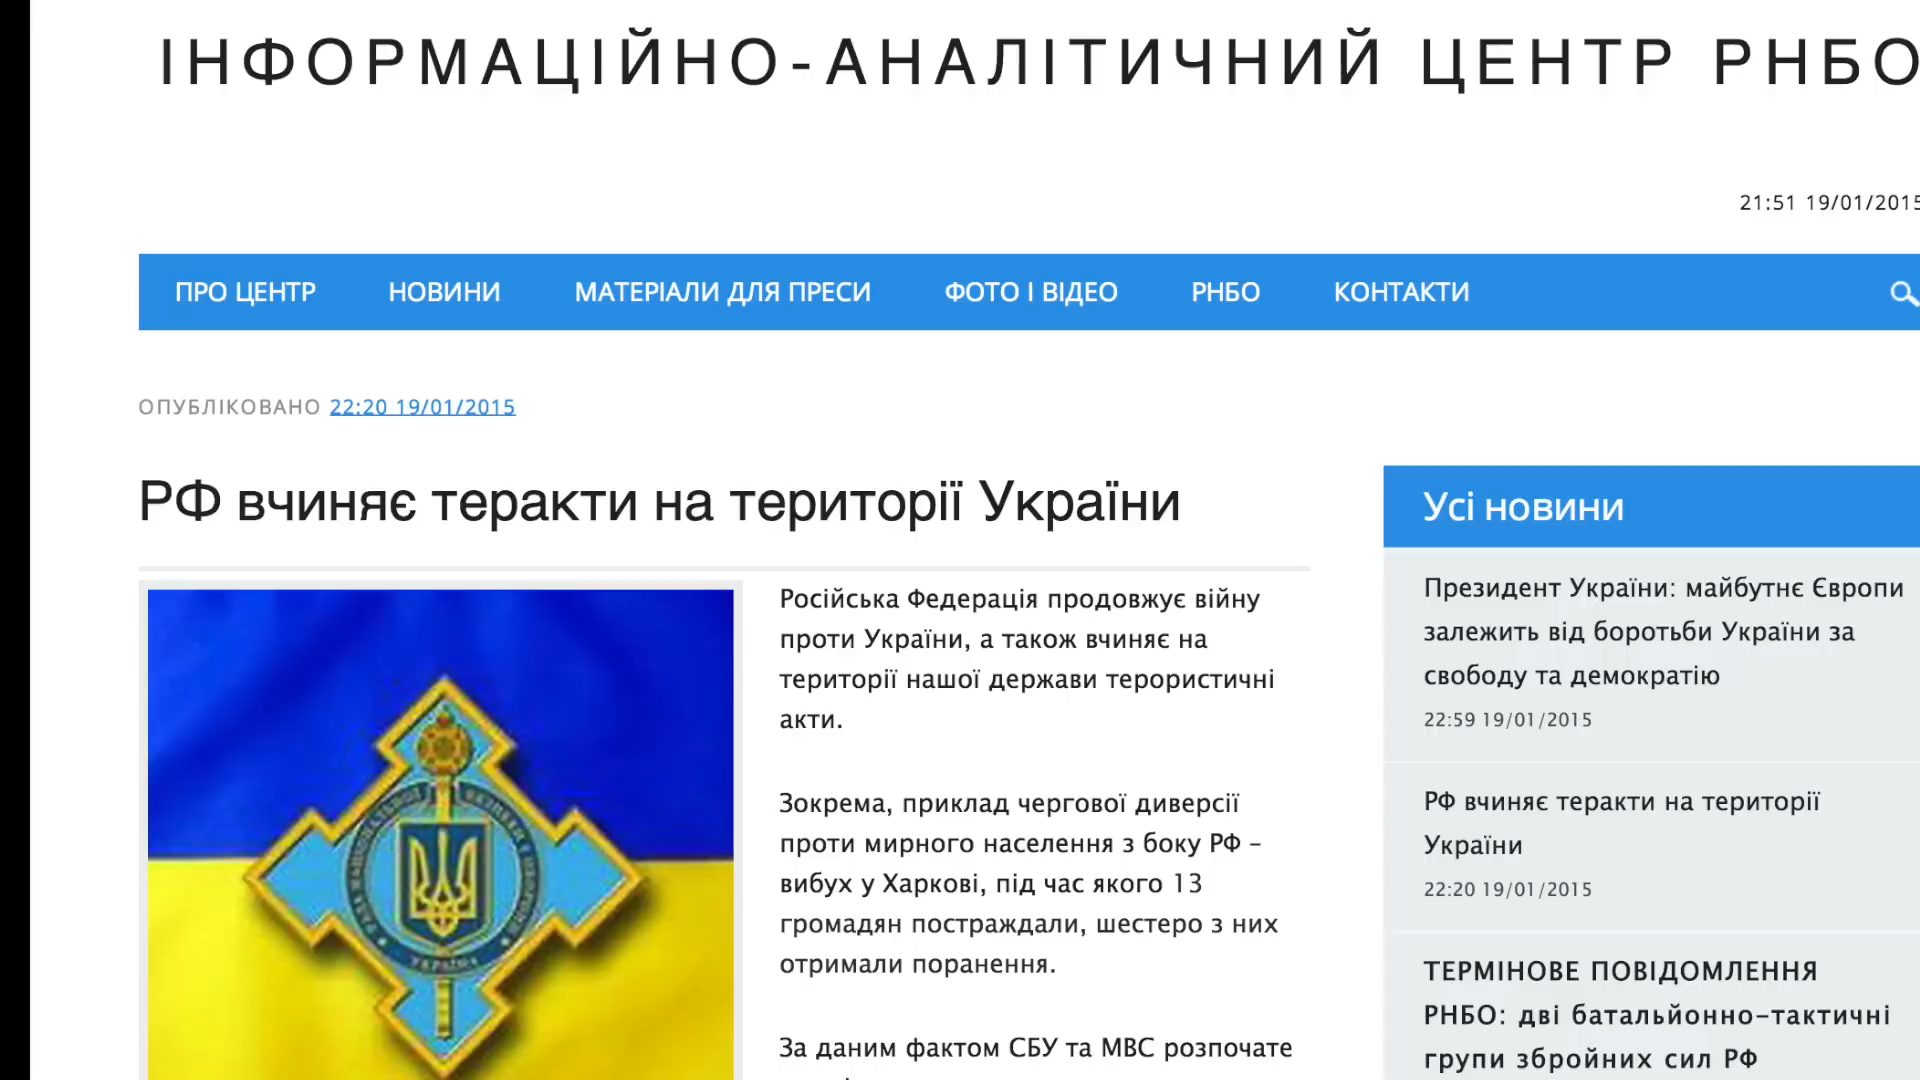 ІНФОРМАЦІЙНО-АНАЛІТИЧНИЙ ЦЕНТР РНБО
21:51 19/01/2015
ПРО ЦЕНТР НОВИНИ МАТЕРІАЛИ ДЛЯ ПРЕСИ ФОТО І ВІДЕО РНБО КОНТАКТИ
ОПУБЛІКОВАНО 22:20 19/01/2015
РФ вчиняє теракти на території України
Російська Федерація продовжує війну
проти України, а також вчиняє на
території нашої держави терористичні
акти.
Зокрема, приклад чергової диверсії
проти мирного населення з боку РФ –
вибух у Харкові, під час якого 13
громадян постраждали, шестеро з них
отримали поранення.
За даним фактом СБУ та МВС розпочате
УКРАЇНА
Усі новини
Президент України: майбутнє Європи
залежить від боротьби України за
свободу та демократію
22:59 19/01/2015
РФ вчиняє теракти на території
України
22:20 19/01/2015
ТЕРМІНОВЕ ПОВІДОМЛЕННЯ
РНБО: дві батальйонно-тактичні
групи збройних сил РФ